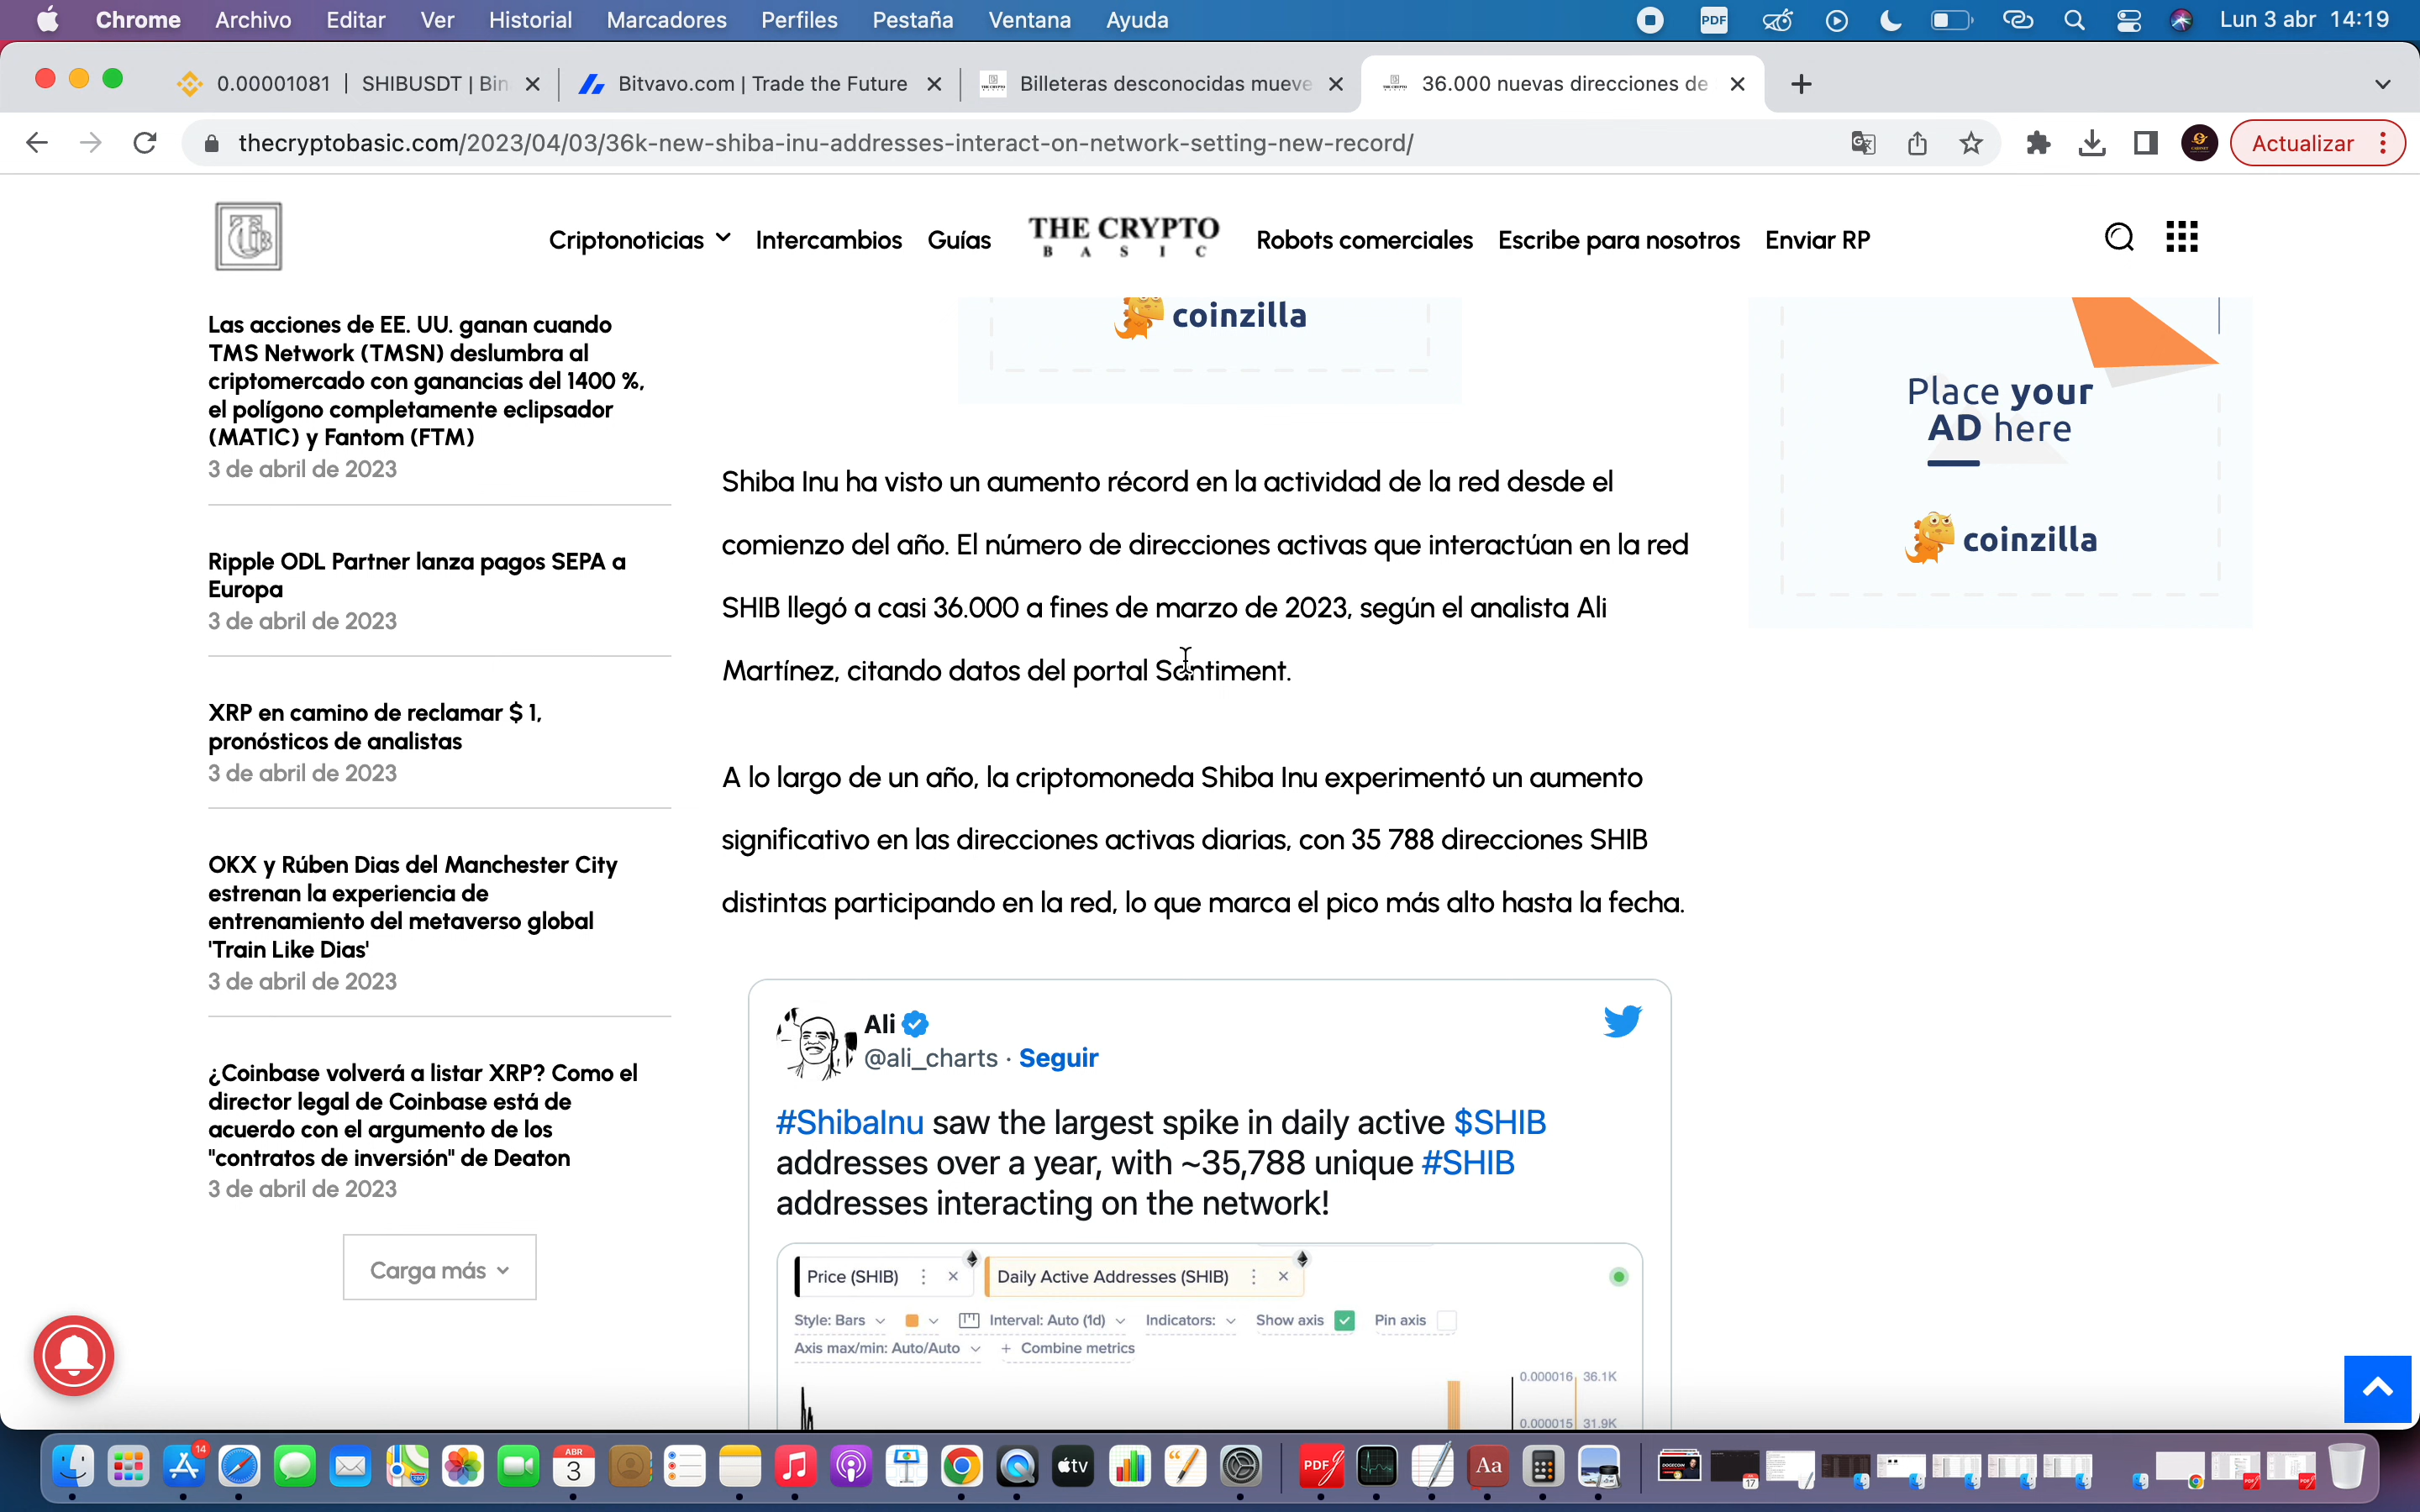 Chrome Archivo Editar Ver Historial Marcadores Perfiles Pestaña Ventana Ayuda
PDF
Lun 3 abr 14:19
0.00001081 | SHIBUSDT | Bin
Bitvavo.com | Trade the Future
Billeteras desconocidas mueve
36.000 nuevas direcciones de
thecryptobasic.com/2023/04/03/36k-new-shiba-inu-addresses-interact-on-network-setting-new-record/
Actualizar
Criptonoticias Intercambios Guías THE CRYPTO BASIC Robots comerciales Escribe para nosotros Enviar RP
Las acciones de EE. UU. ganan cuando
TMS Network (TMSN) deslumbra al
criptomercado con ganancias del 1400 %,
el polígono completamente eclipsador
(MATIC) y Fantom (FTM)
3 de abril de 2023
Ripple ODL Partner lanza pagos SEPA a
Europa
3 de abril de 2023
XRP en camino de reclamar $ 1,
pronósticos de analistas
3 de abril de 2023
OKX y Rúben Dias del Manchester City
estrenan la experiencia de
entrenamiento del metaverso global
'Train Like Dias'
3 de abril de 2023
¿Coinbase volverá a listar XRP? Como el
director legal de Coinbase está de
acuerdo con el argumento de los
"contratos de inversión" de Deaton
3 de abril de 2023
Carga más
coinzilla
Shiba Inu ha visto un aumento récord en la actividad de la red desde el
comienzo del año. El número de direcciones activas que interactúan en la red
SHIB llegó a casi 36.000 a fines de marzo de 2023, según el analista Ali
Martínez, citando datos del portal Santiment.
A lo largo de un año, la criptomoneda Shiba Inu experimentó un aumento
significativo en las direcciones activas diarias, con 35 788 direcciones SHIB
distintas participando en la red, lo que marca el pico más alto hasta la fecha.
Ali
@ali_charts · Seguir
#ShibaInu saw the largest spike in daily active $SHIB
addresses over a year, with ~35,788 unique #SHIB
addresses interacting on the network!
Price (SHIB) Daily Active Addresses (SHIB)
Style: Bars Interval: Auto (1d) Indicators: Show axis Pin axis
Axis max/min: Auto/Auto + Combine metrics
0.000016 36.1K
0.000015 31.9K
Place your
AD here
coinzilla
14
ABR
3
tv
PDF
Aa
DOGECOIN
17